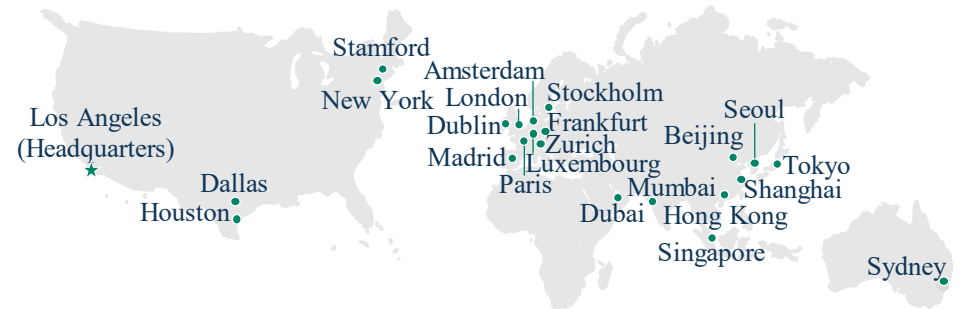 Stamford
Amsterdam
New York
London
Stockholm
Los Angeles
(Headquarters)
Dublin
Frankfurt
Seoul
Beijing
Zurich
Madrid
Luxembourg
Tokyo
Paris
Dallas
Houston
Mumbai
Shanghai
Dubai
Hong Kong
Singapore
Sydney